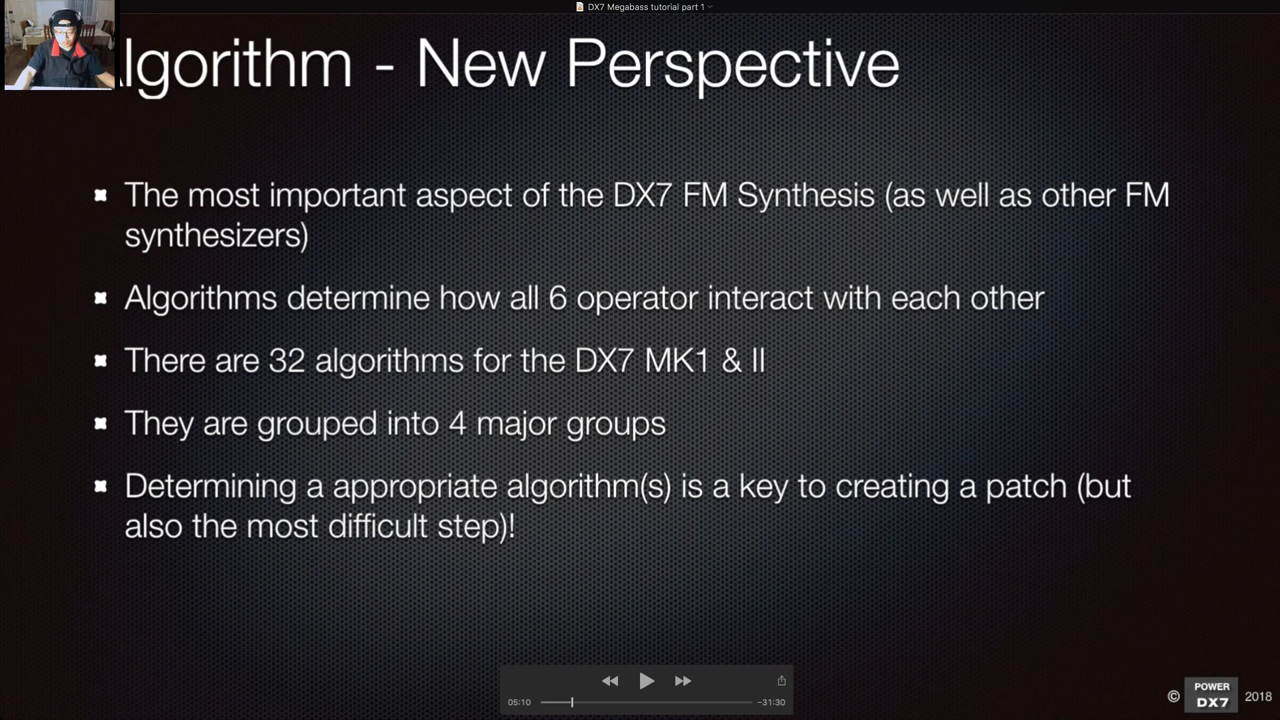 DX7 Megabass tutorial part 1
lgorithm - New Perspective
The most important aspect of the DX7 FM Synthesis (as well as other FM
synthesizers)
Algorithms determine how all 6 operator interact with each other
There are 32 algorithms for the DX7 MK1 & II
They are grouped into 4 major groups
Determining a appropriate algorithm(s) is a key to creating a patch (but
also the most difficult step)!
05:10 -31:30
© POWER DX7 2018